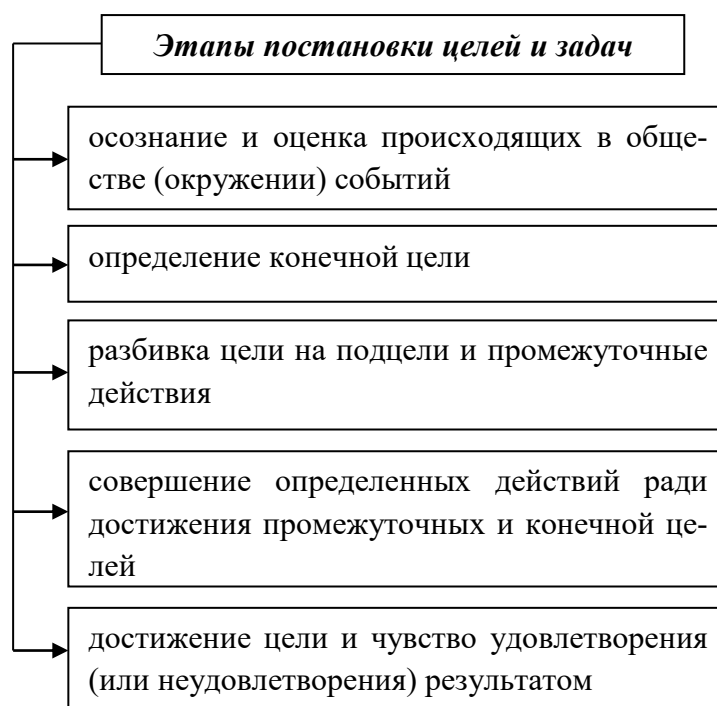 Этапы постановки целей и задач
осознание и оценка происходящих в обще-
стве (окружении) событий
определение конечной цели
разбивка цели на подцели и промежуточные
действия
совершение определенных действий ради
достижения промежуточных и конечной це-
лей
достижение цели и чувство удовлетворения
(или неудовлетворения) результатом